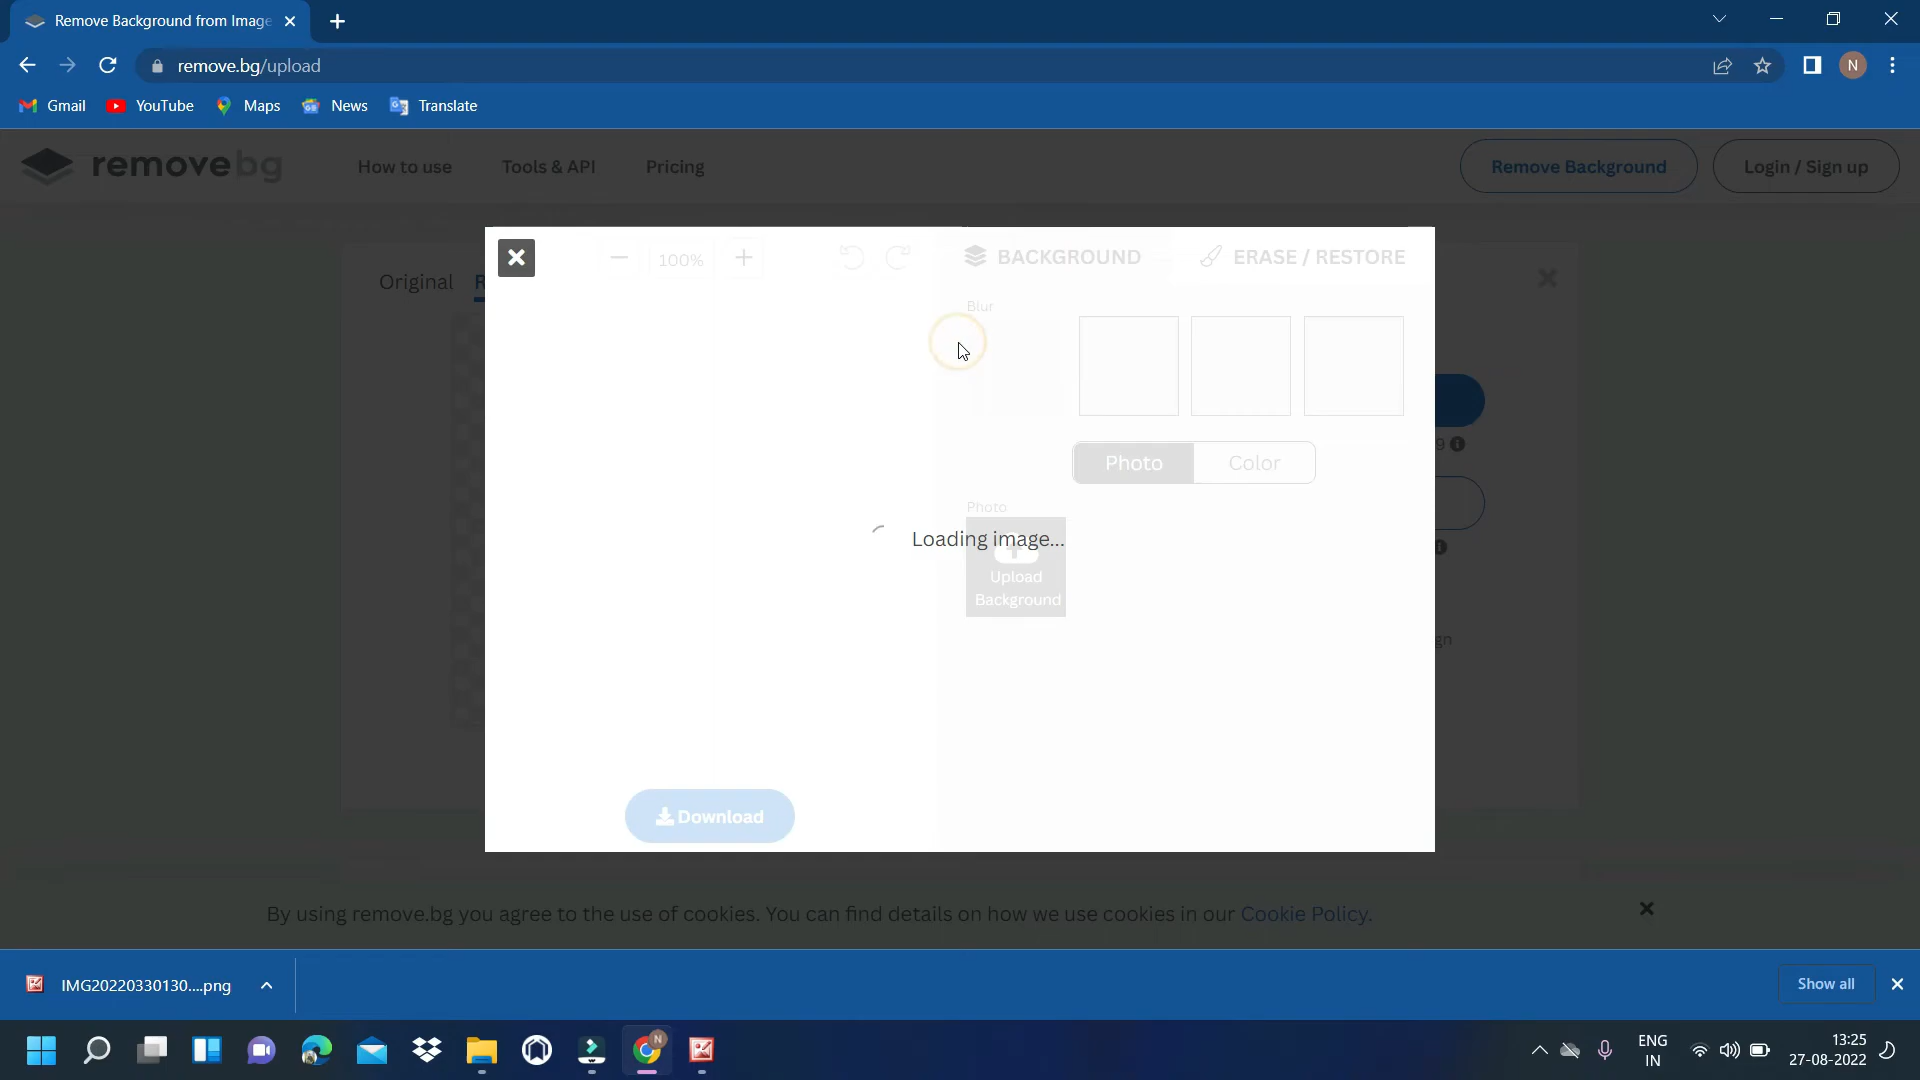 Remove Background from Image
remove.bg/upload
N
Gmail
YouTube
Maps
News
Translate
removebg
How to use
Tools & API
Pricing
Remove Background
Login / Sign up
Original
100%
BACKGROUND
ERASE / RESTORE
Blur
Photo
Color
Photo
Loading image...
Upload
Background
Download
By using remove.bg you agree to the use of cookies. You can find details on how we use cookies in our Cookie Policy.
IMG20220330130....png
Show all
N
ENG
IN
13:25
27-08-2022